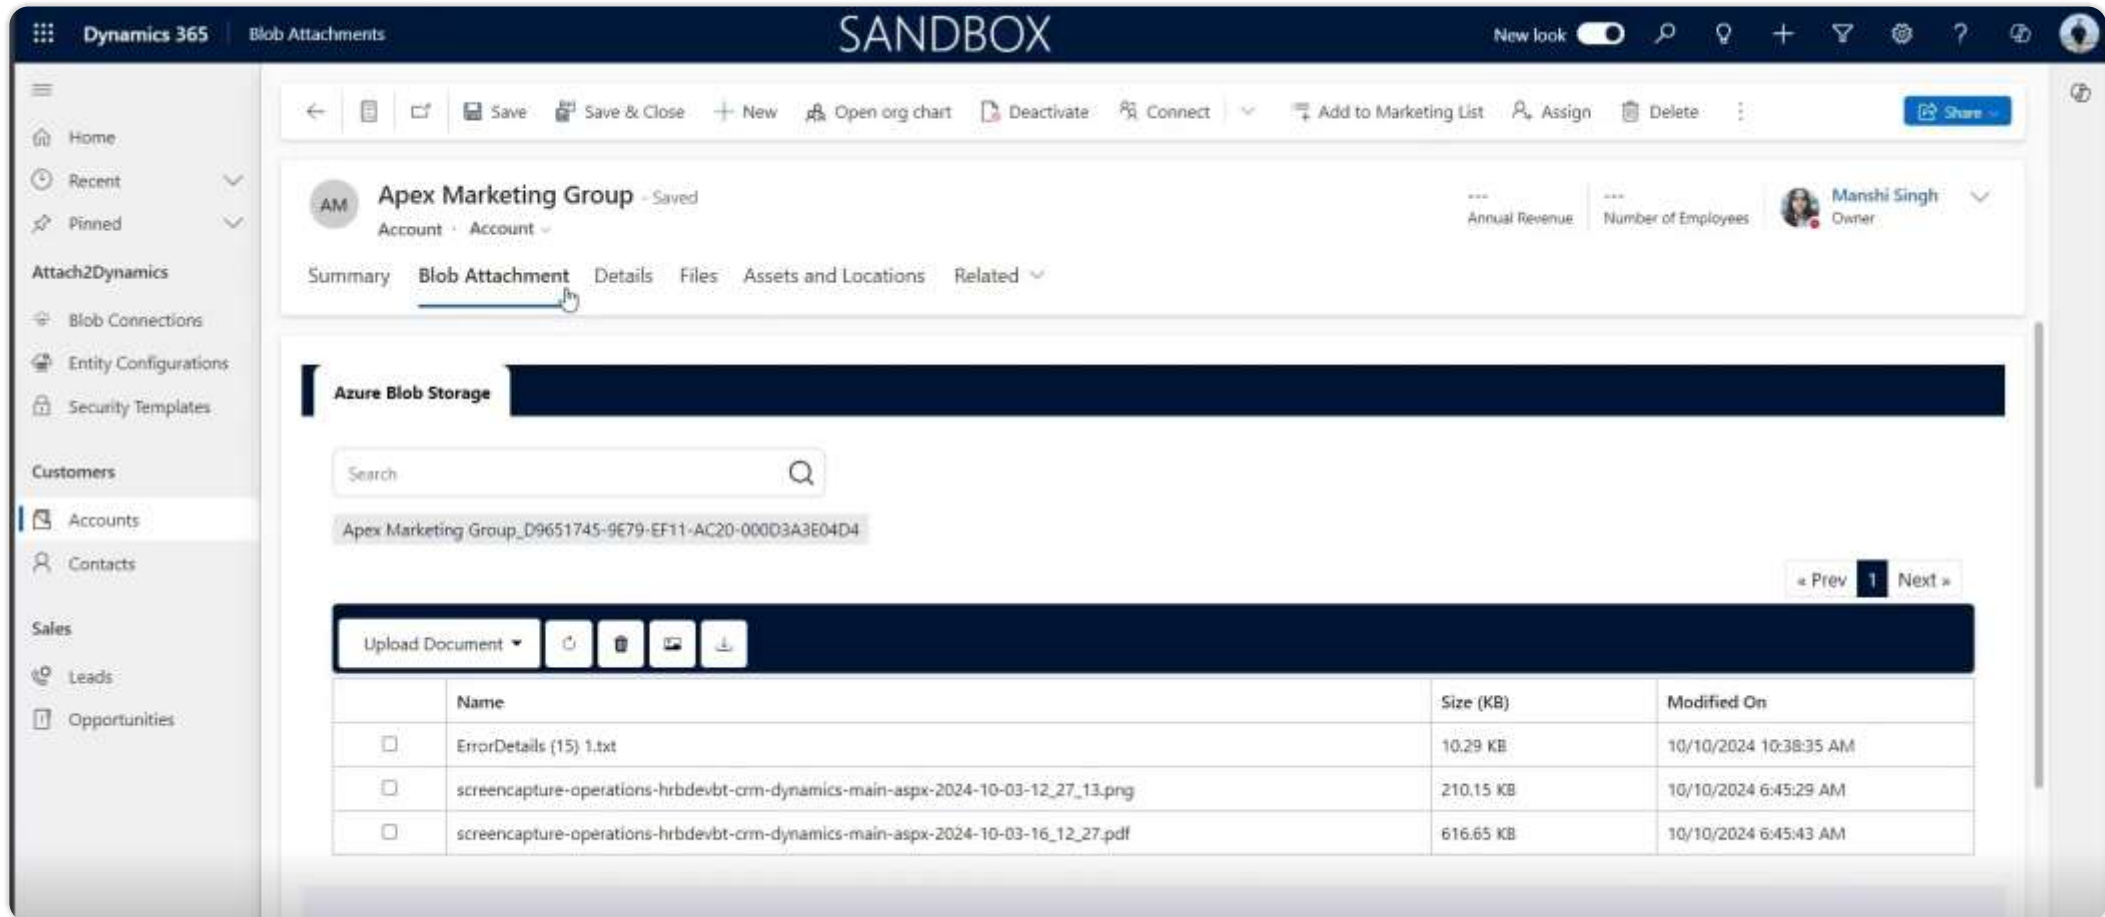 Dynamics 365 Blob Attachments SANDBOX New look
Home
Recent
Pinned
Attach2Dynamics
Blob Connections
Entity Configurations
Security Templates
Customers
Accounts
Contacts
Sales
Leads
Opportunities
Save Save & Close New Open org chart Deactivate Connect Add to Marketing List Assign Delete Share
AM Apex Marketing Group - Saved
Account · Account
--- Annual Revenue
--- Number of Employees
Manshi Singh
Owner
Summary Blob Attachment Details Files Assets and Locations Related
Azure Blob Storage
Search
Apex Marketing Group_D9651745-9E79-EF11-AC20-000D3A3E04D4
« Prev 1 Next »
Upload Document
Name Size (KB) Modified On
ErrorDetails (15) 1.txt 10.29 KB 10/10/2024 10:38:35 AM
screencapture-operations-hrbdevbt-crm-dynamics-main-aspx-2024-10-03-12_27_13.png 210.15 KB 10/10/2024 6:45:29 AM
screencapture-operations-hrbdevbt-crm-dynamics-main-aspx-2024-10-03-16_12_27.pdf 616.65 KB 10/10/2024 6:45:43 AM